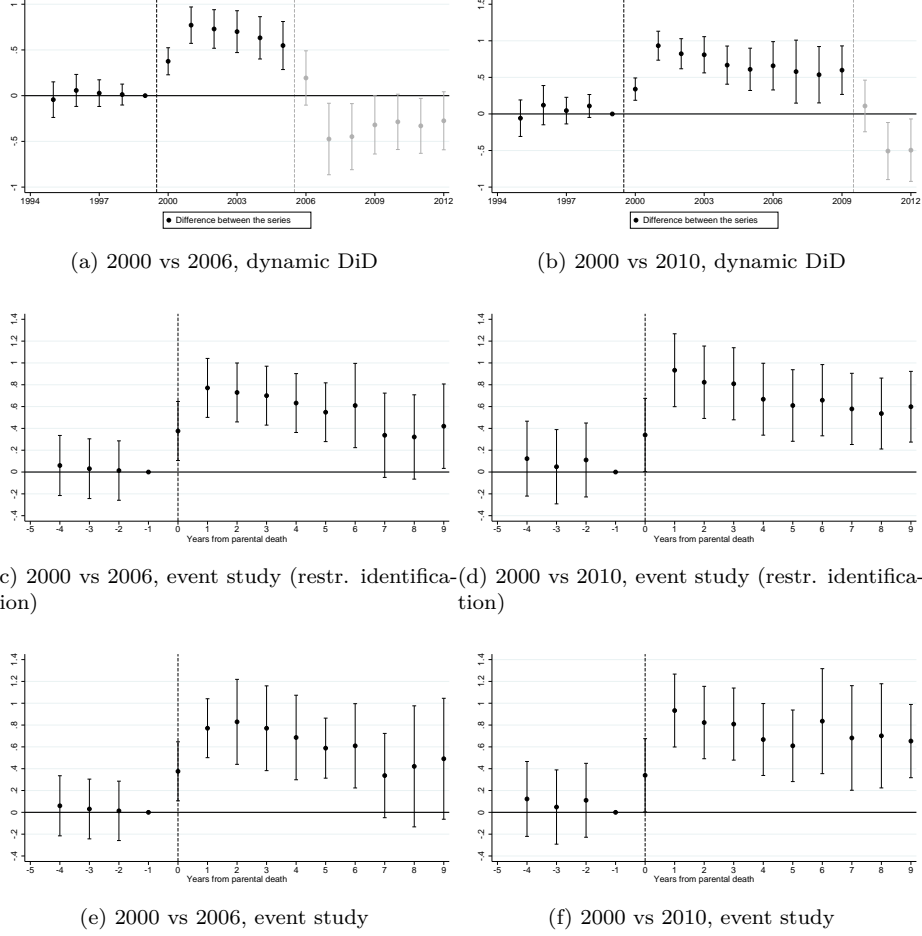 1
.5
0
-.5
-1
1994 1997 2000 2003 2006 2009 2012
Difference between the series
(a) 2000 vs 2006, dynamic DiD
1.5
1
.5
0
-.5
-1
1994 1997 2000 2003 2006 2009 2012
Difference between the series
(b) 2000 vs 2010, dynamic DiD
1.4
1.2
1
.8
.6
.4
.2
0
-.2
-.4
-5 -4 -3 -2 -1 0 1 2 3 4 5 6 7 8 9
Years from parental death
c) 2000 vs 2006, event study (restr. identifica-
ion)
1.4
1.2
1
.8
.6
.4
.2
0
-.2
-.4
-5 -4 -3 -2 -1 0 1 2 3 4 5 6 7 8 9
Years from parental death
(d) 2000 vs 2010, event study (restr. identifica-
tion)
1.4
1.2
1
.8
.6
.4
.2
0
-.2
-.4
-5 -4 -3 -2 -1 0 1 2 3 4 5 6 7 8 9
Years from parental death
(e) 2000 vs 2006, event study
1.4
1.2
1
.8
.6
.4
.2
0
-.2
-.4
-5 -4 -3 -2 -1 0 1 2 3 4 5 6 7 8 9
Years from parental death
(f) 2000 vs 2010, event study